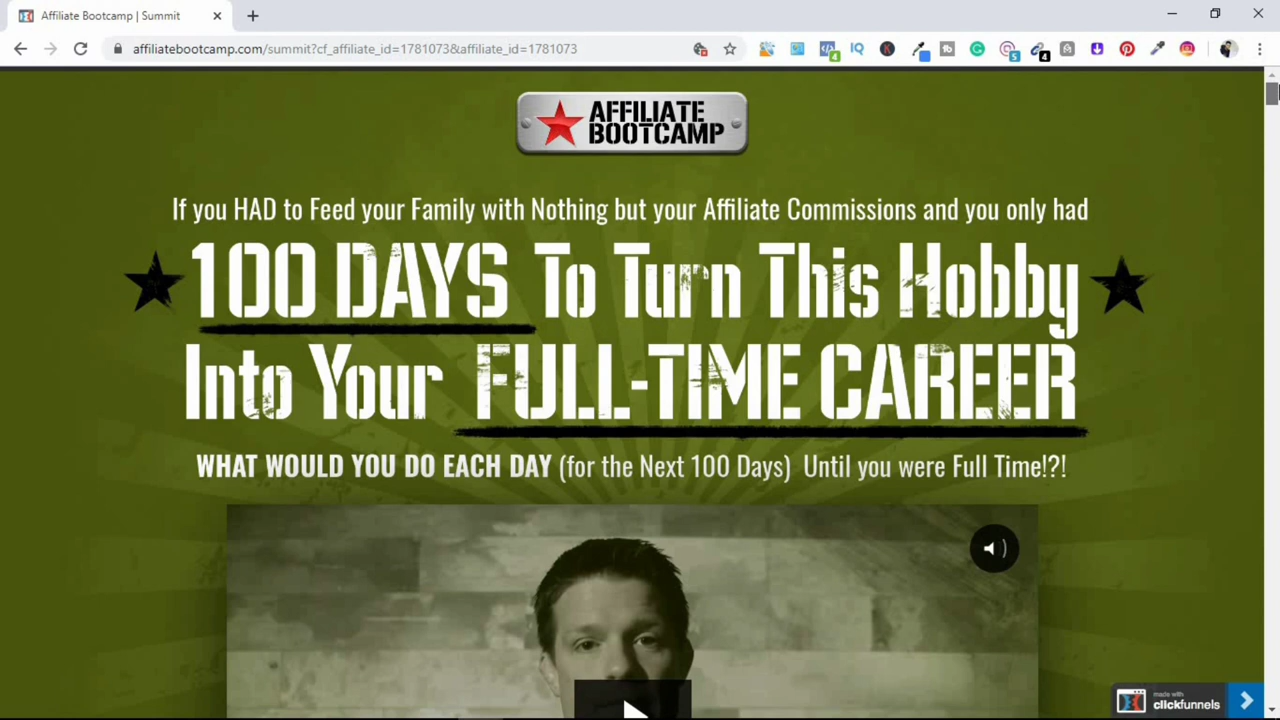 Affiliate Bootcamp | Summit
affiliatebootcamp.com/summit?cf_affiliate_id=1781073&affiliate_id=1781073
AFFILIATE
BOOTCAMP
If you HAD to Feed your Family with Nothing but your Affiliate Commissions and you only had
100 DAYS To Turn This Hobby
Into Your FULL-TIME CAREER
WHAT WOULD YOU DO EACH DAY (for the Next 100 Days) Until you were Full Time!?!
made with
clickfunnels